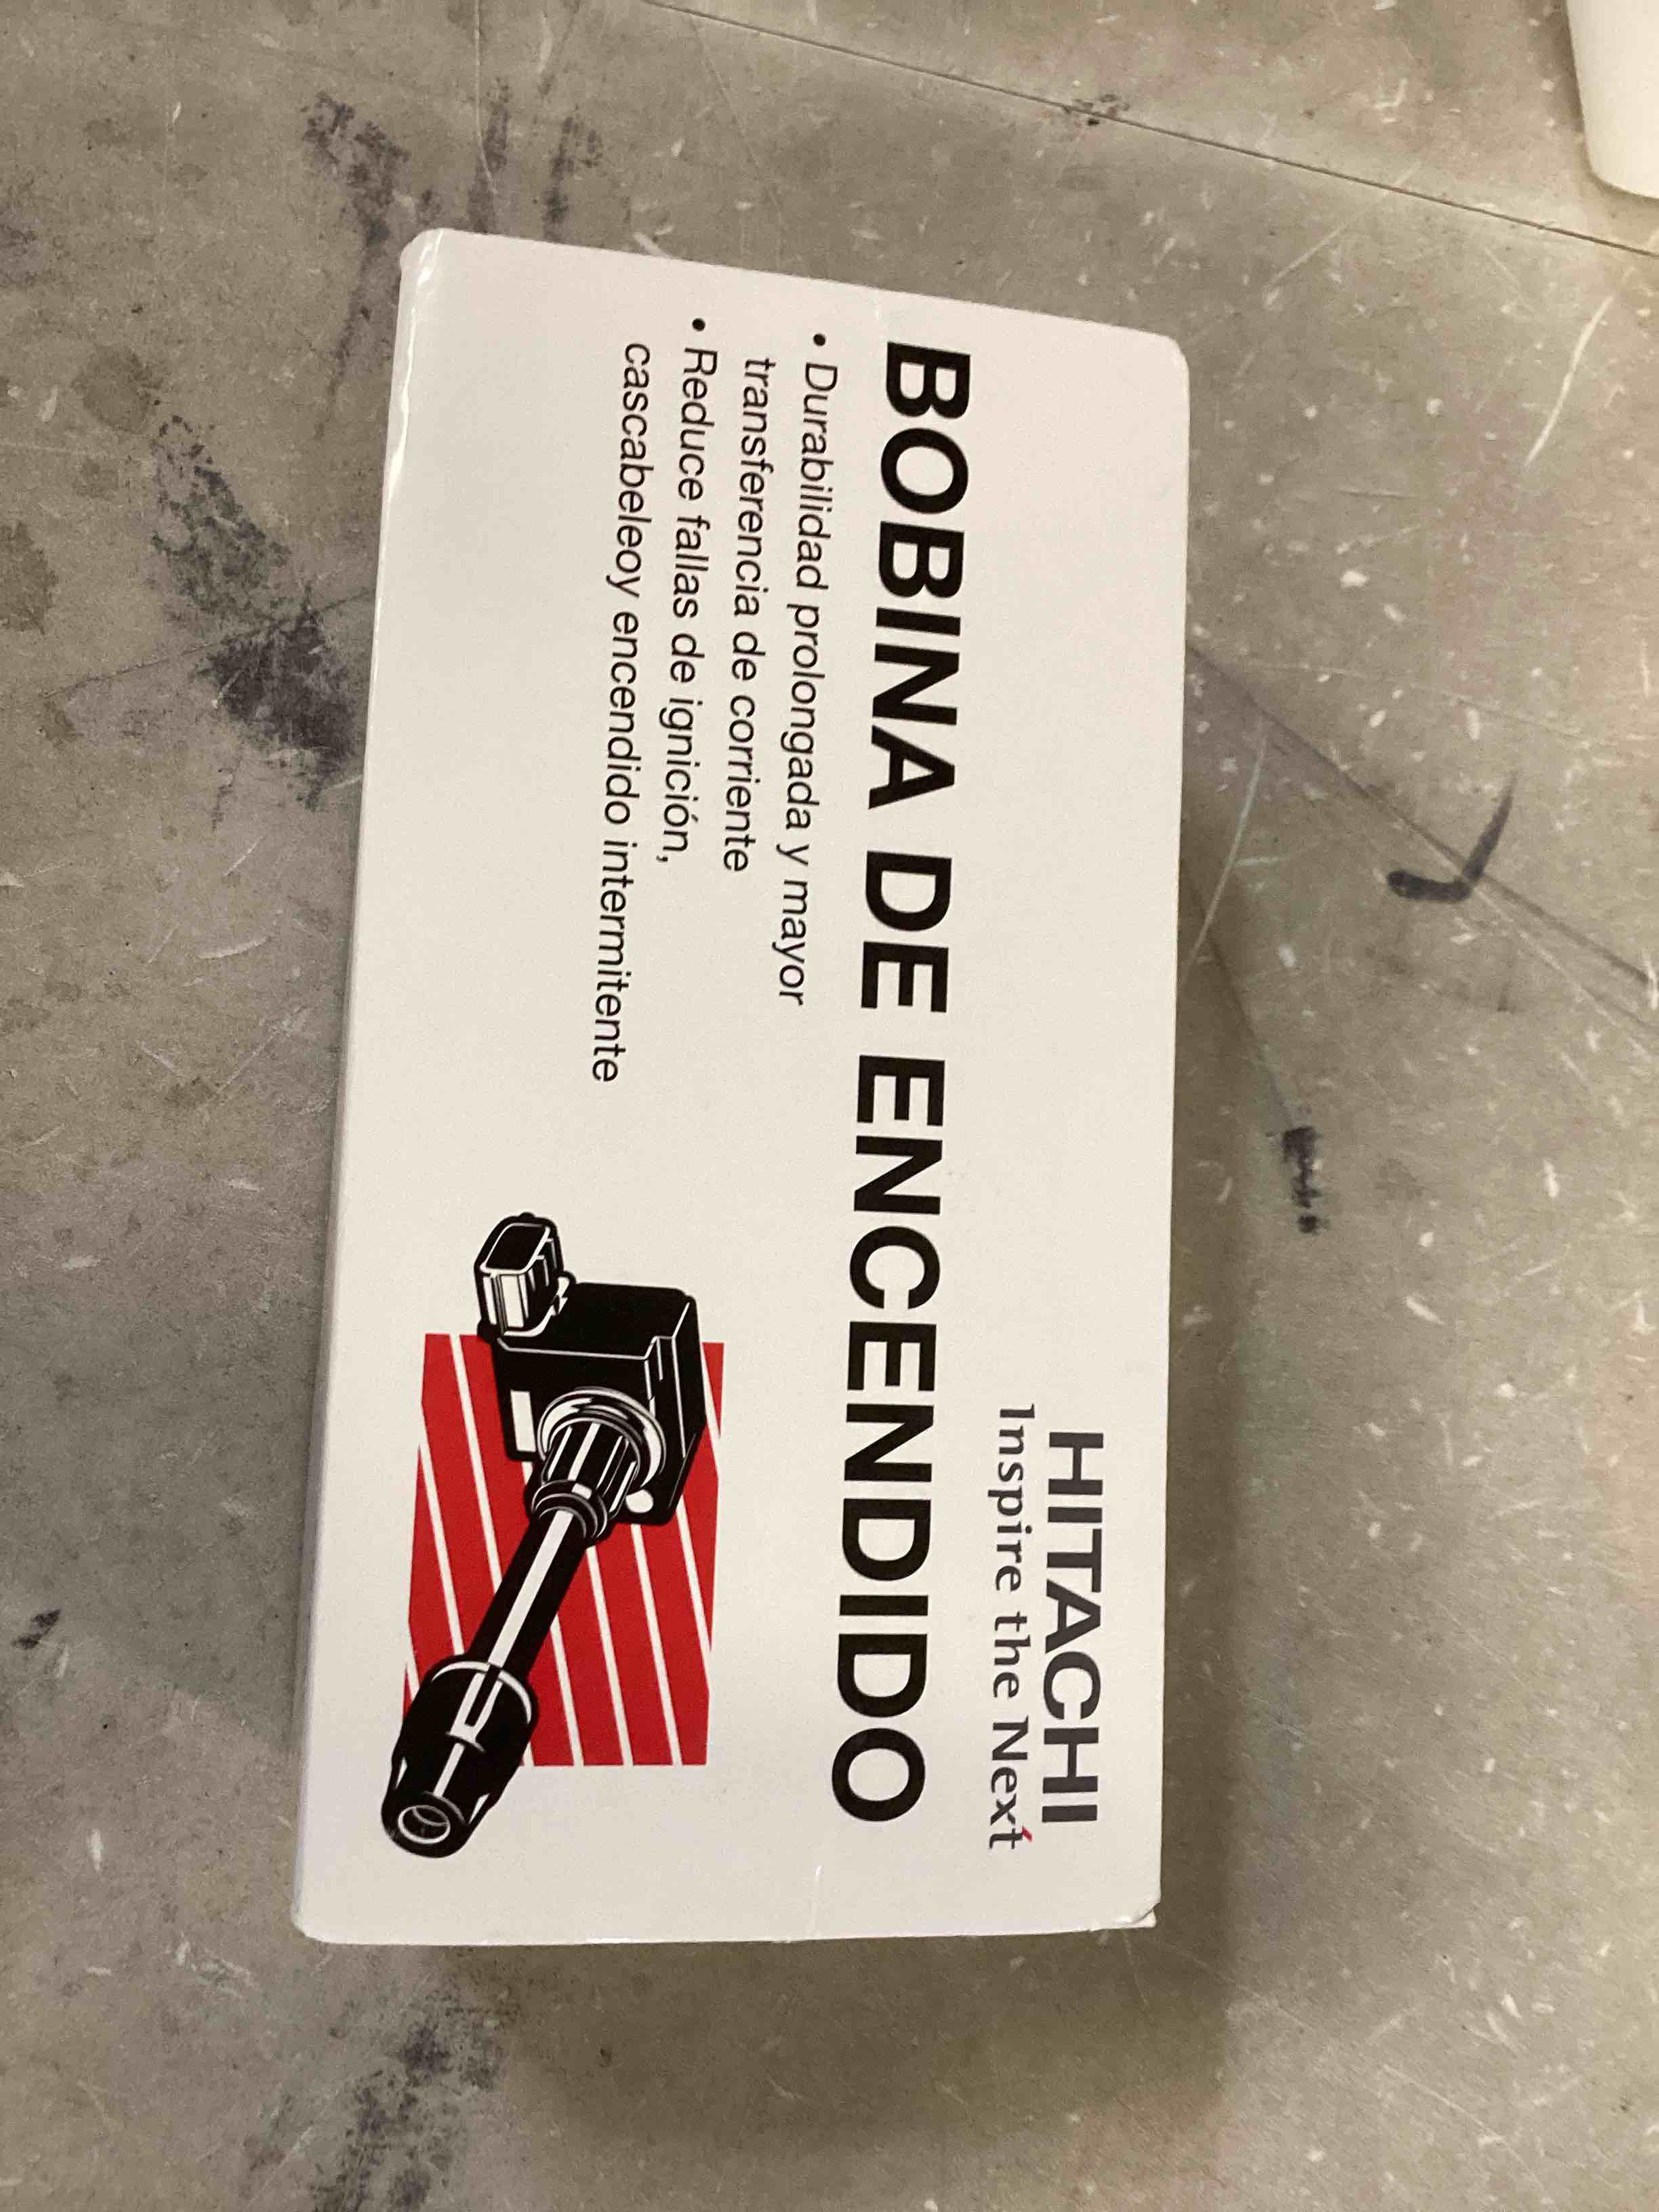 HITACHI
Inspire the Next
BOBINA DE ENCENDIDO
• Durabilidad prolongada y mayor
transferencia de corriente
• Reduce fallas de ignición,
cascabeleoy encendido intermitente